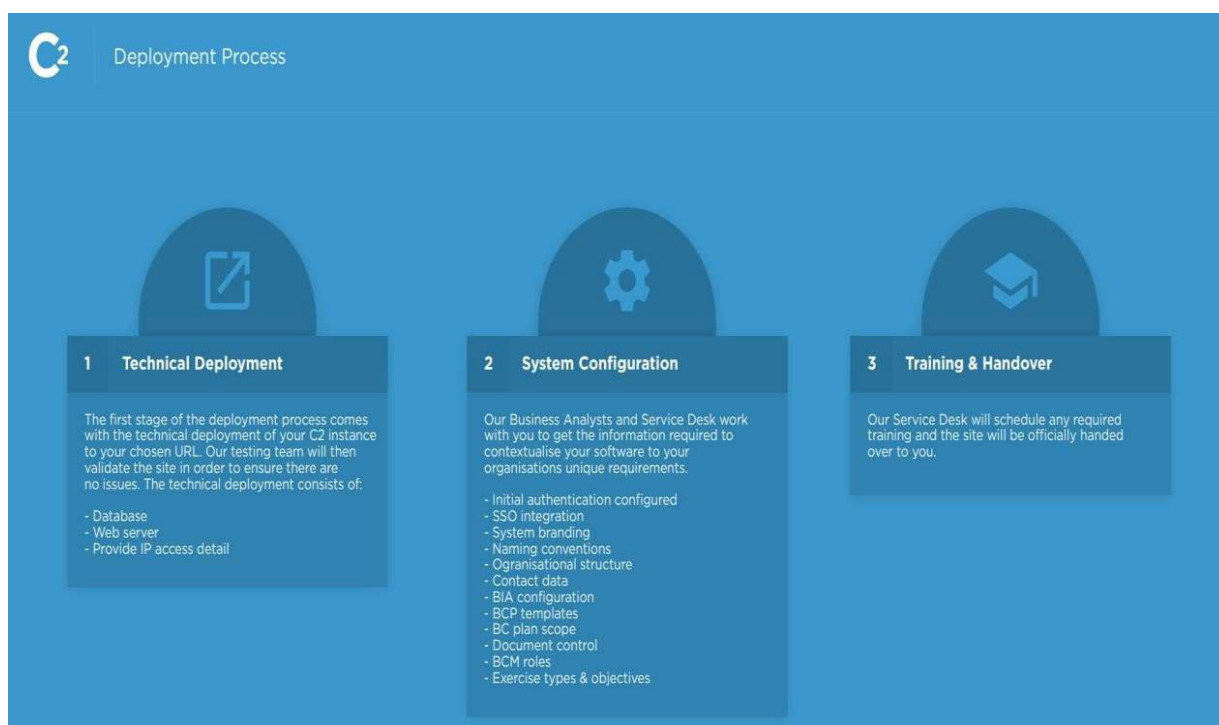 C2
Deployment Process
1 Technical Deployment
The first stage of the deployment process comes
with the technical deployment of your C2 instance
to your chosen URL. Our testing team will then
validate the site in order to ensure there are
no issues. The technical deployment consists of:
- Database
- Web server
- Provide IP access detail
2 System Configuration
Our Business Analysts and Service Desk work
with you to get the information required to
contextualise your software to your
organisations unique requirements.
- Initial authentication configured
- SSO integration
- System branding
- Naming conventions
- Ogranisational structure
- Contact data
- BIA configuration
- BCP templates
- BC plan scope
- Document control
- BCM roles
- Exercise types & objectives
3 Training & Handover
Our Service Desk will schedule any required
training and the site will be officially handed
over to you.